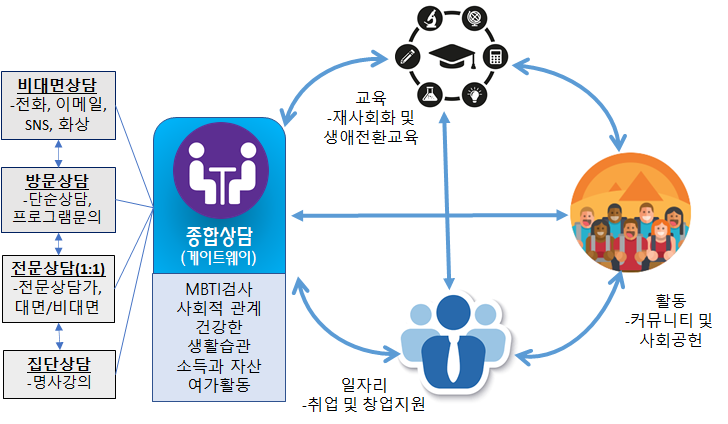 비대면상담
-전화, 이메일,
SNS, 화상
방문상담
-단순상담,
프로그램문의
전문상담(1:1)
-전문상담가,
대면/비대면
집단상담
-명사강의
종합상담
(게이트웨이)
MBTI검사
사회적 관계
건강한
생활습관
소득과 자산
여가활동
교육
-재사회화 및
생애전환교육
활동
-커뮤니티 및
사회공헌
일자리
-취업 및 창업지원